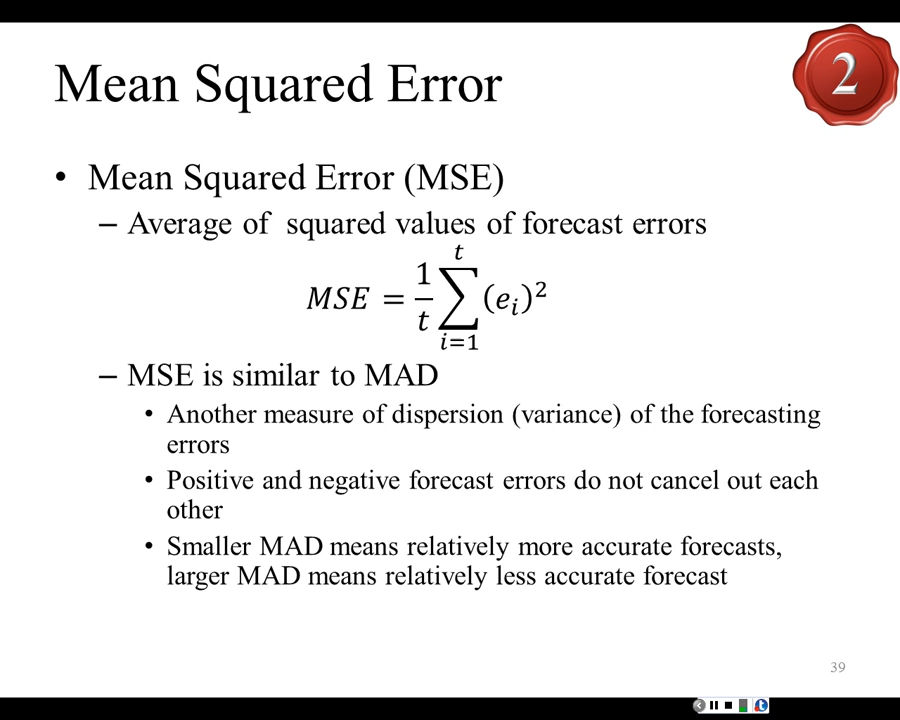 2
Mean Squared Error
• Mean Squared Error (MSE)
– Average of squared values of forecast errors
MSE = \frac{1}{t} \sum_{i=1}^{t} (e_i)^2
– MSE is similar to MAD
• Another measure of dispersion (variance) of the forecasting
errors
• Positive and negative forecast errors do not cancel out each
other
• Smaller MAD means relatively more accurate forecasts,
larger MAD means relatively less accurate forecast
39